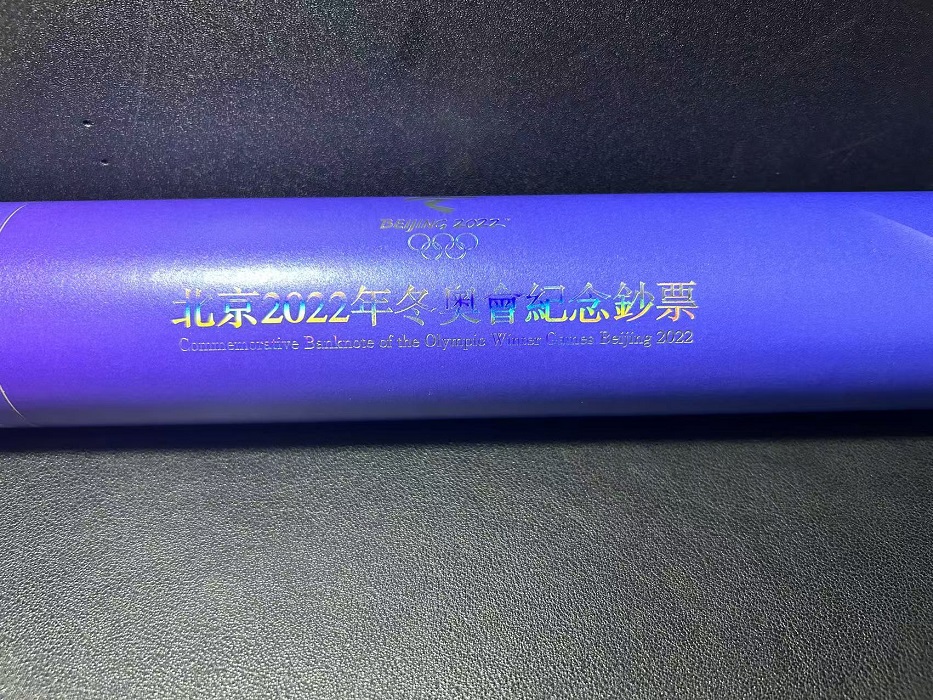 BEIJING 2022™
北京2022年冬奧會紀念鈔票
Commemorative Banknote of the Olympic Winter Games Beijing 2022